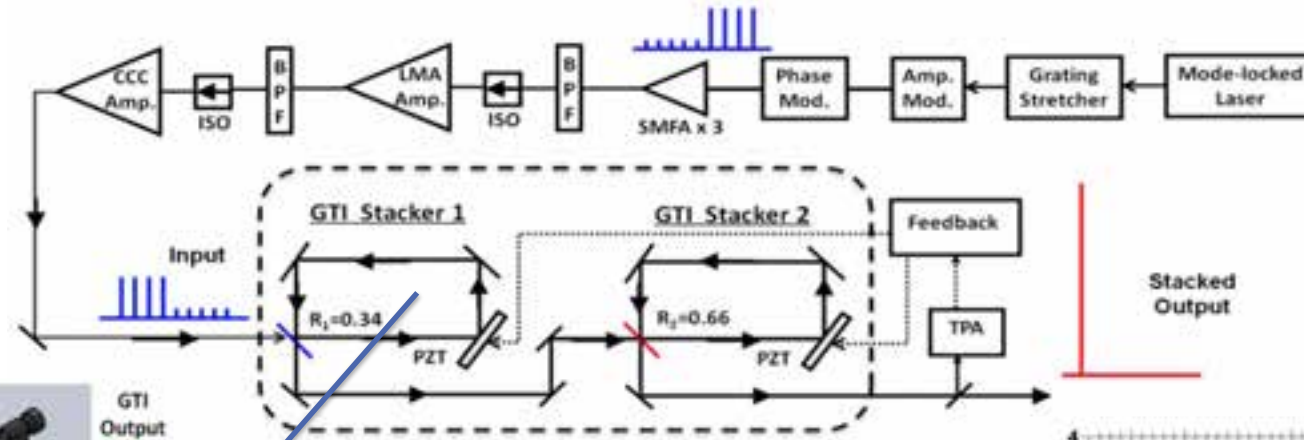 CCC
Amp.
ISO
B
P
F
LMA
Amp.
ISO
B
P
F
SMFA x 3
Phase
Mod.
Amp.
Mod.
Grating
Stretcher
Mode-locked
Laser
Input
GTI Stacker 1
R₁=0.34
PZT
GTI Stacker 2
R₂=0.66
PZT
Feedback
TPA
Stacked
Output
GTI
Output
4